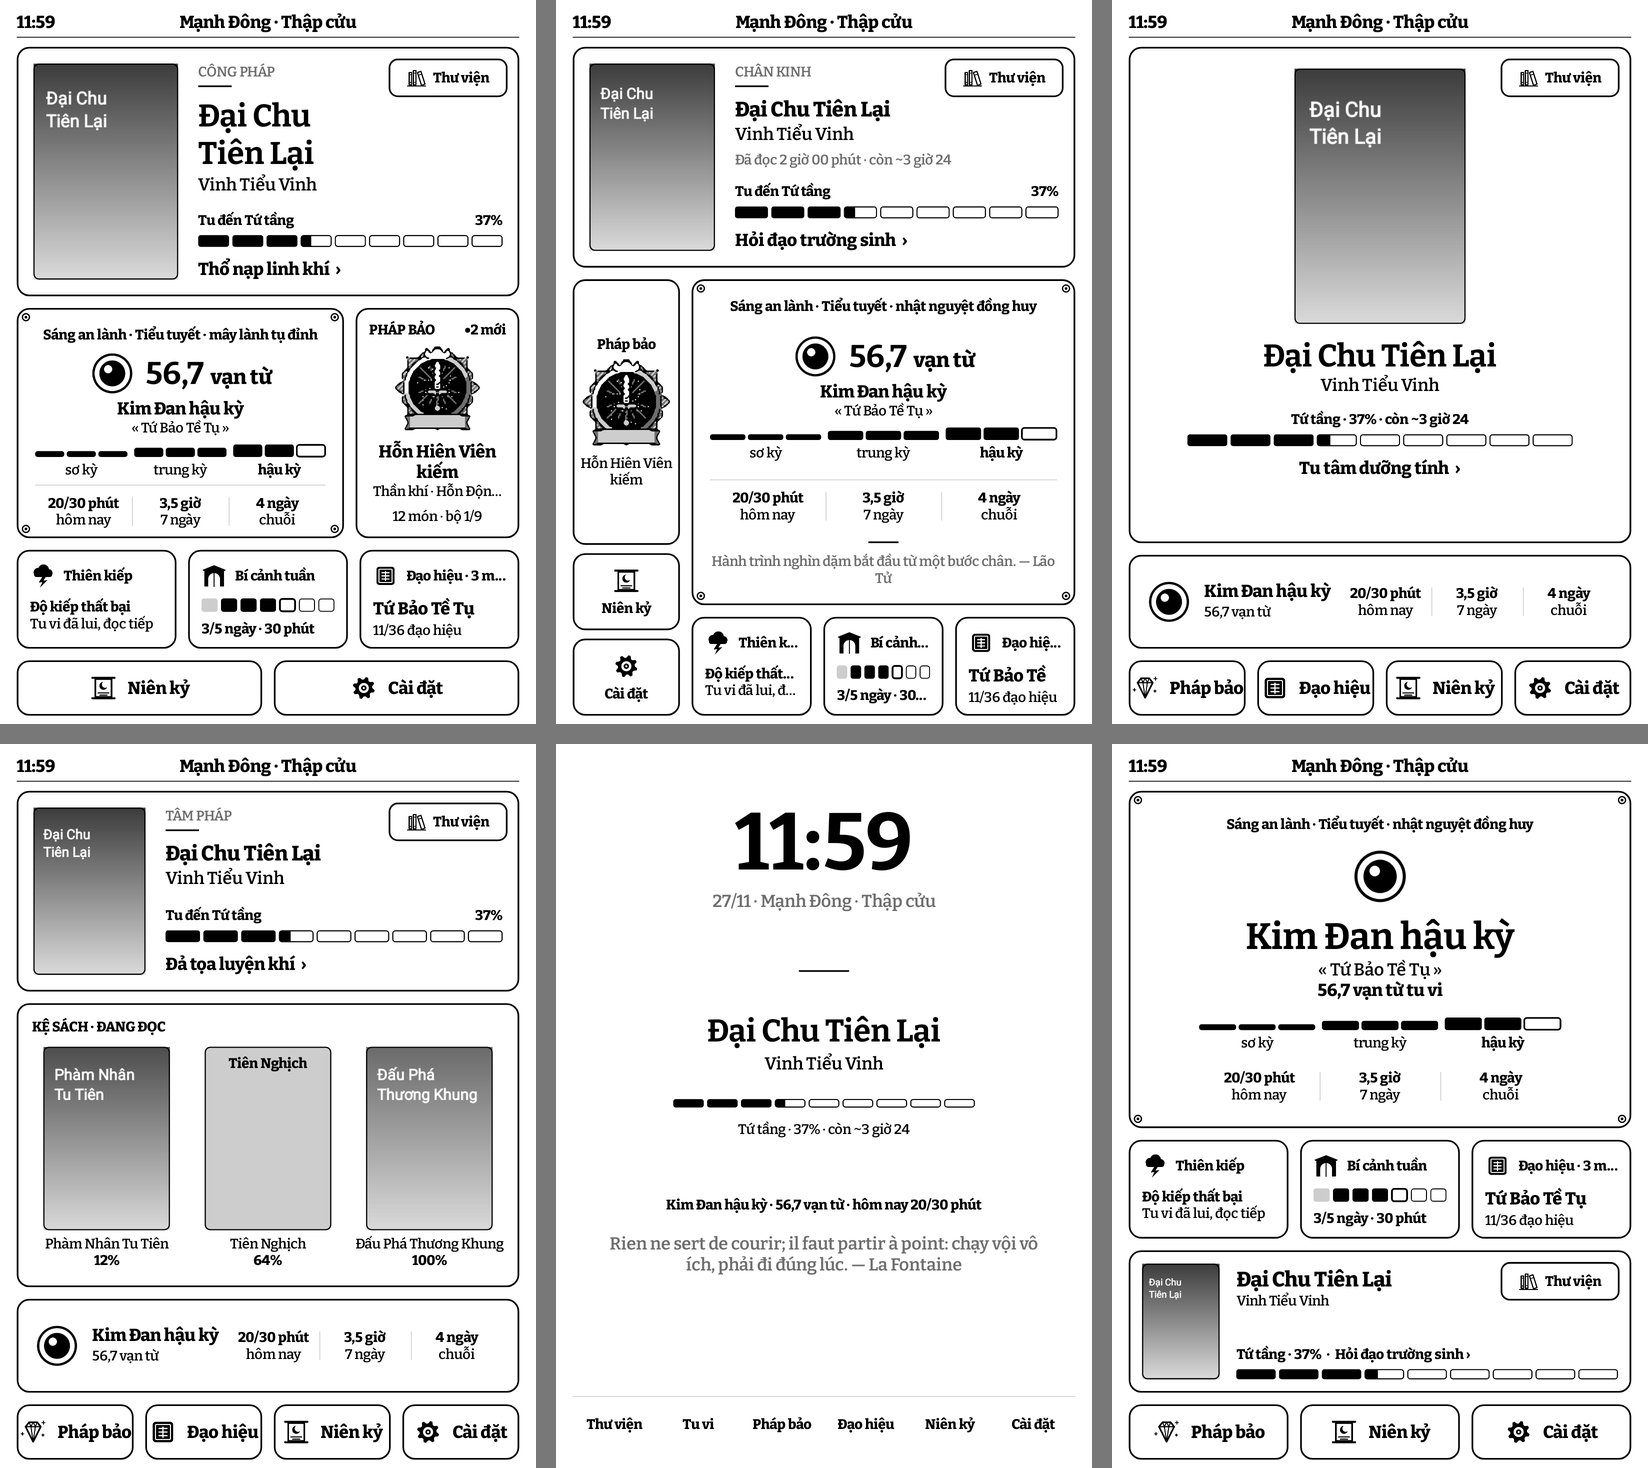 11:59
Mạnh Đông · Thập cửu
Đại Chu
Tiên Lại
CÔNG PHÁP
Thư viện
Đại Chu
Tiên Lại
Vinh Tiểu Vinh
Tu đến Tứ tầng
37%
Thổ nạp linh khí ›
Sáng an lành · Tiểu tuyết · mây lành tụ đỉnh
56,7 vạn từ
Kim Đan hậu kỳ
« Tứ Bảo Tề Tụ »
sơ kỳ
trung kỳ
hậu kỳ
20/30 phút
hôm nay
3,5 giờ
7 ngày
4 ngày
chuỗi
PHÁP BẢO
•2 mới
Hỗn Hiên Viên
kiếm
Thần khí · Hỗn Độn...
12 món · bộ 1/9
Thiên kiếp
Độ kiếp thất bại
Tu vi đã lui, đọc tiếp
Bí cảnh tuần
3/5 ngày · 30 phút
Đạo hiệu · 3 m...
Tứ Bảo Tề Tụ
11/36 đạo hiệu
Niên kỷ
Cài đặt
11:59
Mạnh Đông · Thập cửu
Đại Chu
Tiên Lại
CHÂN KINH
Thư viện
Đại Chu Tiên Lại
Vinh Tiểu Vinh
Đã đọc 2 giờ 00 phút · còn ~3 giờ 24
Tu đến Tứ tầng
37%
Hỏi đạo trường sinh ›
Pháp bảo
Hỗn Hiên Viên
kiếm
Niên kỷ
Cài đặt
Sáng an lành · Tiểu tuyết · nhật nguyệt đồng huy
56,7 vạn từ
Kim Đan hậu kỳ
« Tứ Bảo Tề Tụ »
sơ kỳ
trung kỳ
hậu kỳ
20/30 phút
hôm nay
3,5 giờ
7 ngày
4 ngày
chuỗi
Hành trình nghìn dặm bắt đầu từ một bước chân. — Lão
Tử
Thiên k...
Độ kiếp thất...
Tu vi đã lui, đ...
Bí cảnh...
3/5 ngày · 30...
Đạo hiệ...
Tứ Bảo Tề
11/36 đạo hiệu
11:59
Mạnh Đông · Thập cửu
Thư viện
Đại Chu
Tiên Lại
Đại Chu Tiên Lại
Vinh Tiểu Vinh
Tứ tầng · 37% · còn ~3 giờ 24
Tu tâm dưỡng tính ›
Kim Đan hậu kỳ
56,7 vạn từ
20/30 phút
hôm nay
3,5 giờ
7 ngày
4 ngày
chuỗi
Pháp bảo
Đạo hiệu
Niên kỷ
Cài đặt
11:59
Mạnh Đông · Thập cửu
Đại Chu
Tiên Lại
TÂM PHÁP
Thư viện
Đại Chu Tiên Lại
Vinh Tiểu Vinh
Tu đến Tứ tầng
37%
Đả tọa luyện khí ›
KỆ SÁCH · ĐANG ĐỌC
Phàm Nhân
Tu Tiên
Tiên Nghịch
Đấu Phá
Thương Khung
Phàm Nhân Tu Tiên
12%
Tiên Nghịch
64%
Đấu Phá Thương Khung
100%
Kim Đan hậu kỳ
56,7 vạn từ
20/30 phút
hôm nay
3,5 giờ
7 ngày
4 ngày
chuỗi
Pháp bảo
Đạo hiệu
Niên kỷ
Cài đặt
11:59
27/11 · Mạnh Đông · Thập cửu
Đại Chu Tiên Lại
Vinh Tiểu Vinh
Tứ tầng · 37% · còn ~3 giờ 24
Kim Đan hậu kỳ · 56,7 vạn từ · hôm nay 20/30 phút
Rien ne sert de courir; il faut partir à point: chạy vội vô
ích, phải đi đúng lúc. — La Fontaine
Thư viện
Tu vi
Pháp bảo
Đạo hiệu
Niên kỷ
Cài đặt
11:59
Mạnh Đông · Thập cửu
Sáng an lành · Tiểu tuyết · nhật nguyệt đồng huy
Kim Đan hậu kỳ
« Tứ Bảo Tề Tụ »
56,7 vạn từ tu vi
sơ kỳ
trung kỳ
hậu kỳ
20/30 phút
hôm nay
3,5 giờ
7 ngày
4 ngày
chuỗi
Thiên kiếp
Độ kiếp thất bại
Tu vi đã lui, đọc tiếp
Bí cảnh tuần
3/5 ngày · 30 phút
Đạo hiệu · 3 m...
Tứ Bảo Tề Tụ
11/36 đạo hiệu
Đại Chu
Tiên Lại
Đại Chu Tiên Lại
Vinh Tiểu Vinh
Thư viện
Tứ tầng · 37% · Hỏi đạo trường sinh ›
Pháp bảo
Niên kỷ
Cài đặt